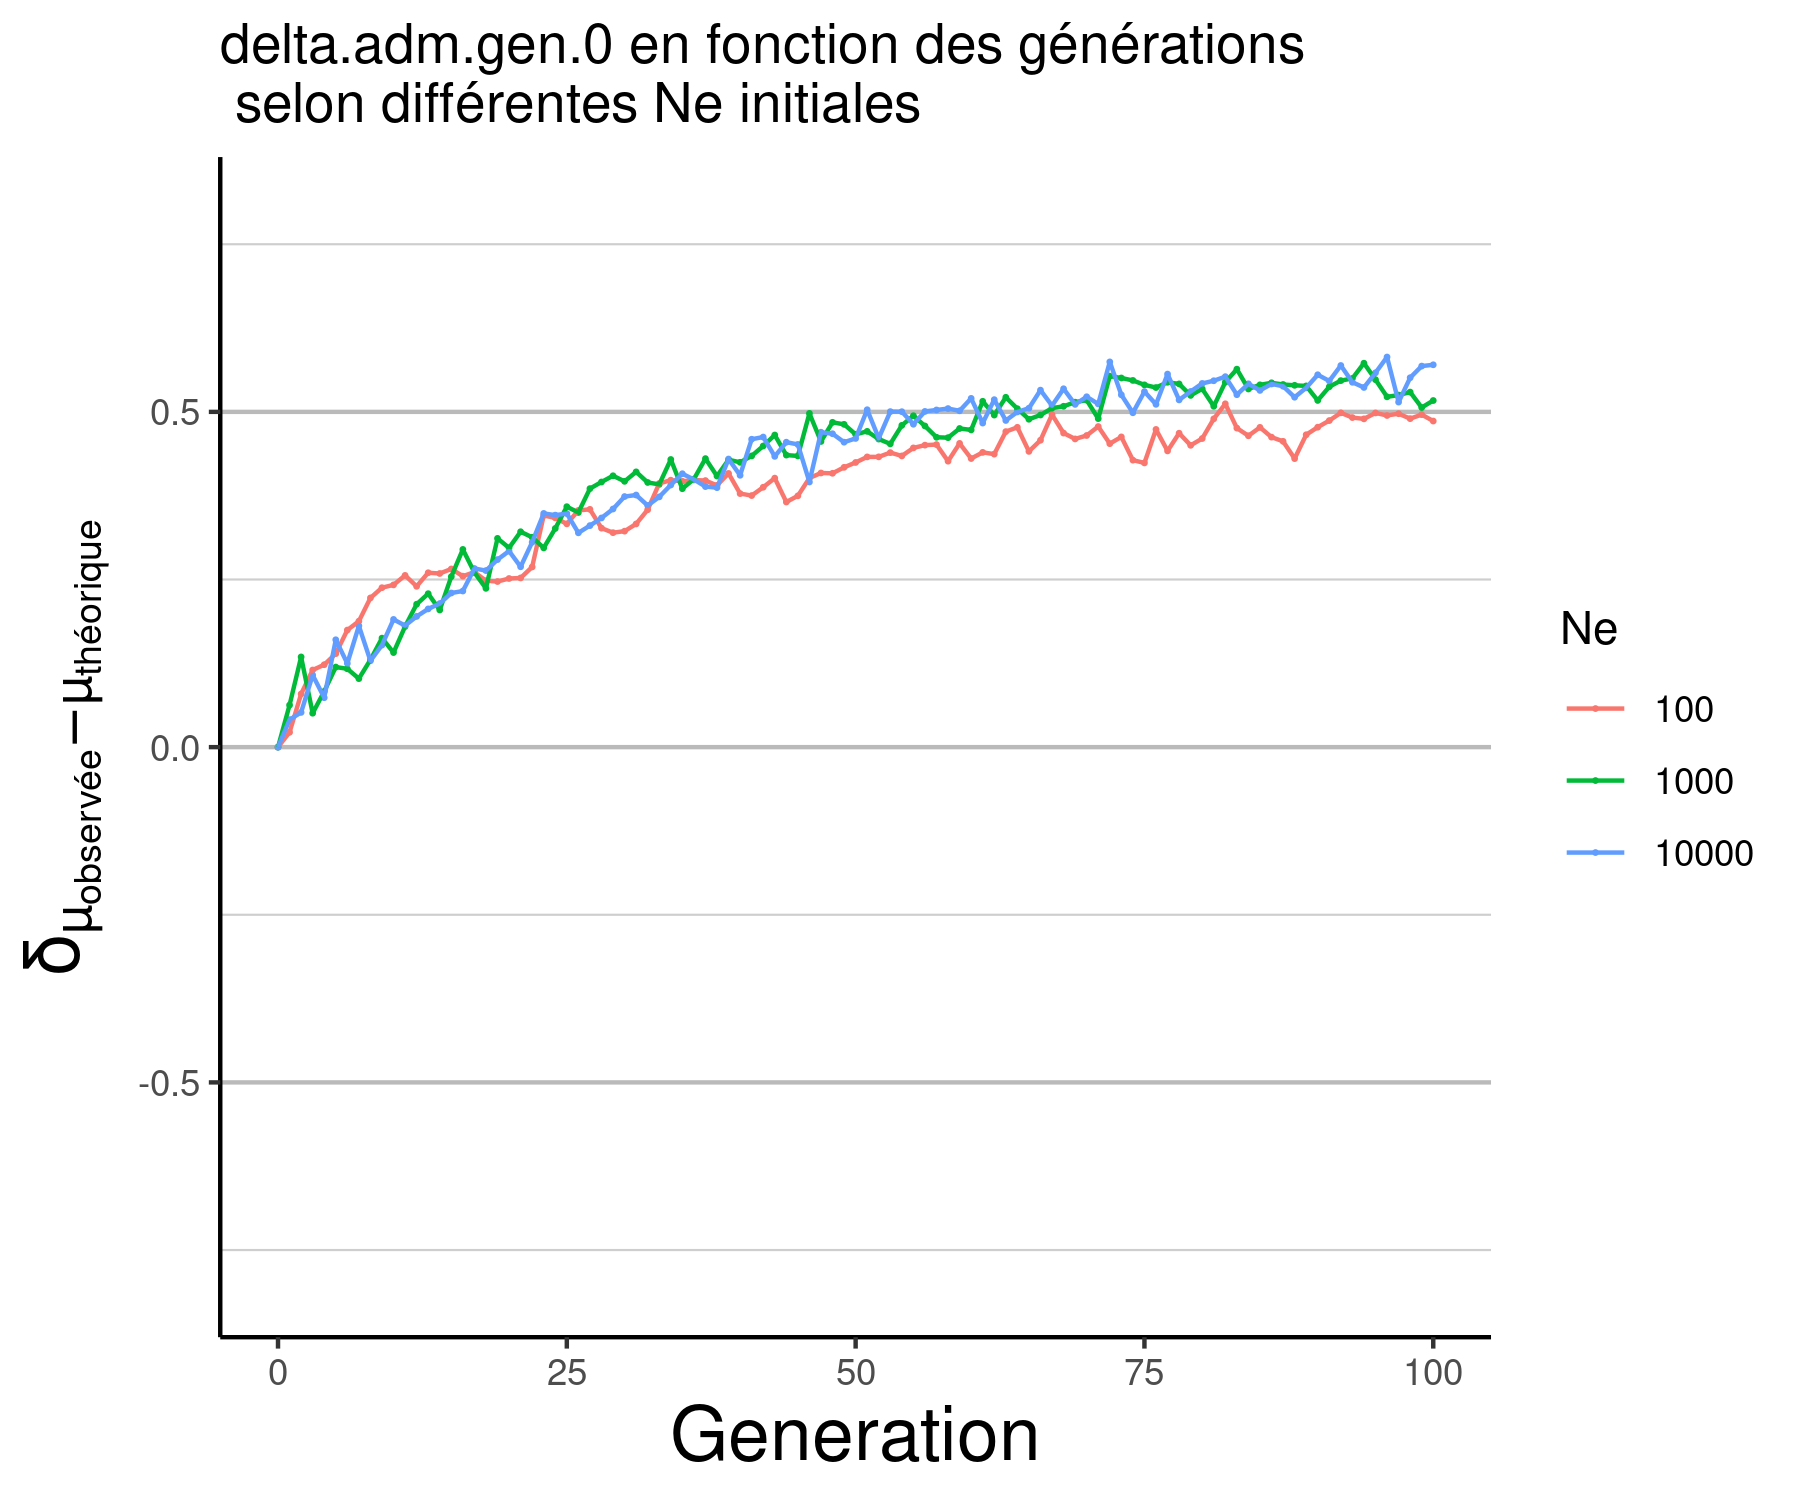 delta.adm.gen.0 en fonction des générations
selon différentes Ne initiales
δμobservée−μthéorique
0.5
0.0
-0.5
0 25 50 75 100
Generation
Ne
100
1000
10000